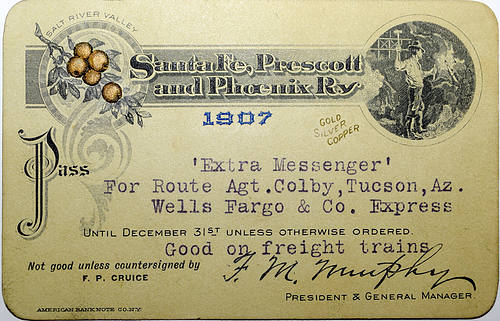 SALT RIVER VALLEY
Santa Fe, Prescott
and Phoenix Ry
1907
GOLD
SILVER
COPPER
Pass
'Extra Messenger'
For Route Agt.Colby,Tucson,Az.
Wells Fargo & Co. Express
UNTIL DECEMBER 31ST UNLESS OTHERWISE ORDERED.
Good on freight trains
Not good unless countersigned by
F. P. CRUICE
F. M. Murphy
PRESIDENT & GENERAL MANAGER.
AMERICAN BANK NOTE CO. N.Y.